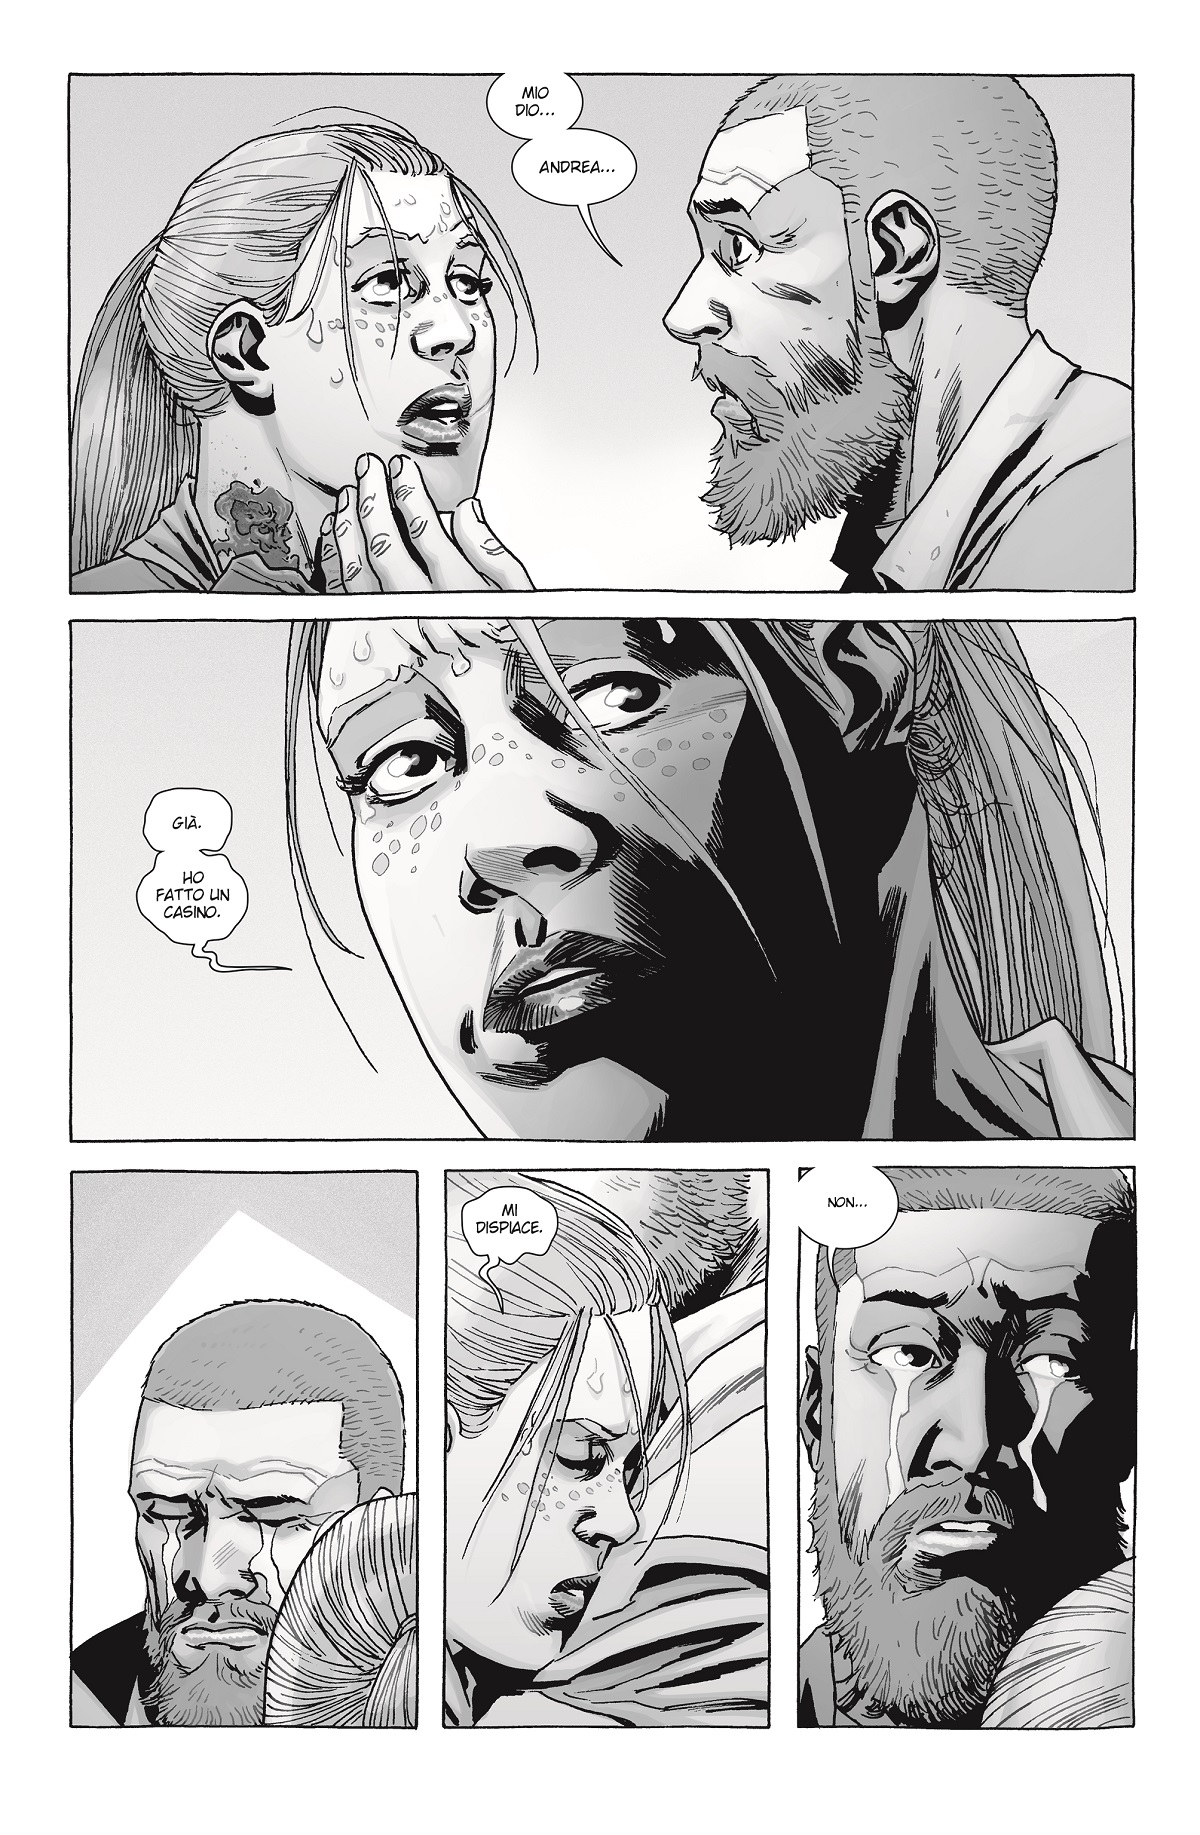 MIO
DIO...
ANDREA...
GIÀ.
HO
FATTO UN
CASINO.
MI
DISPIACE.
NON...